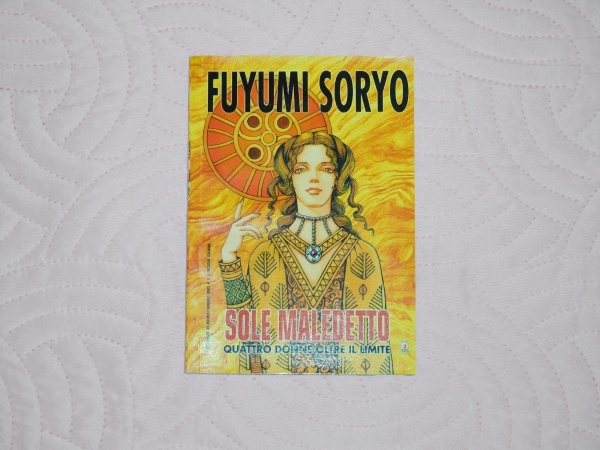 FUYUMI SORYO
SOLE MALEDETTO
QUATTRO DONNE OLTRE IL LIMITE